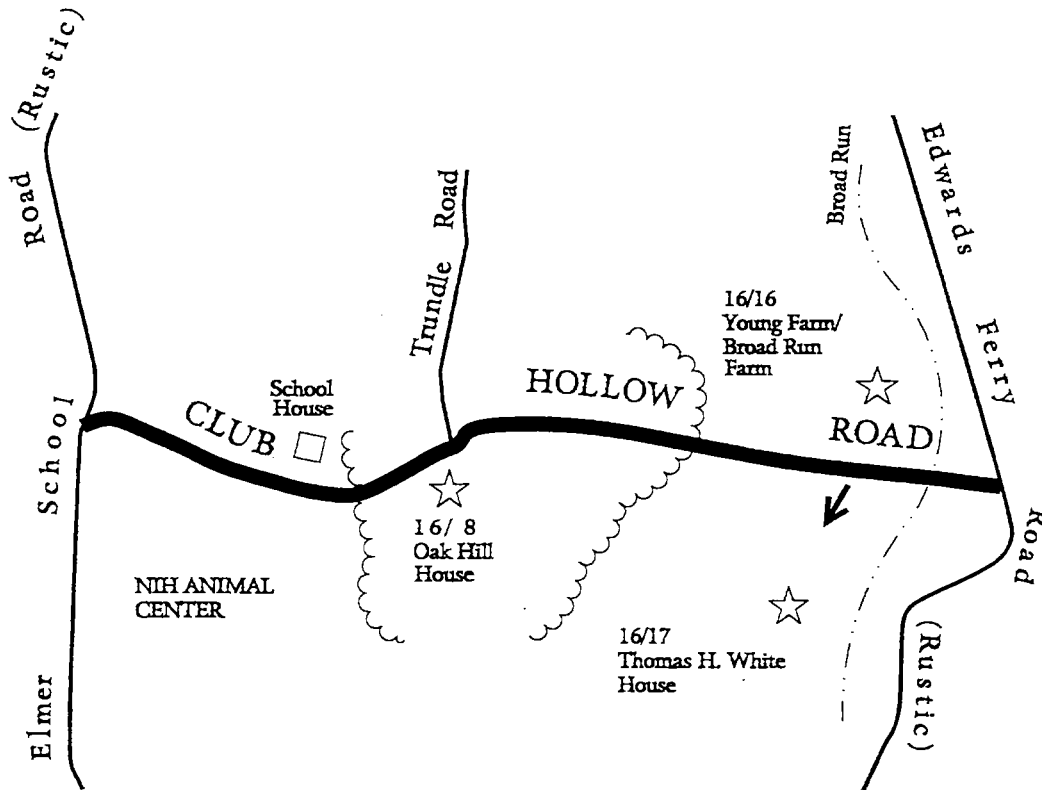 Elmer School Road (Rustic)
Trundle Road
Broad Run
Edwards Ferry Road (Rustic)
16/16
Young Farm/
Broad Run
Farm
School
House
CLUB HOLLOW ROAD
16/ 8
Oak Hill
House
NIH ANIMAL
CENTER
16/17
Thomas H. White
House